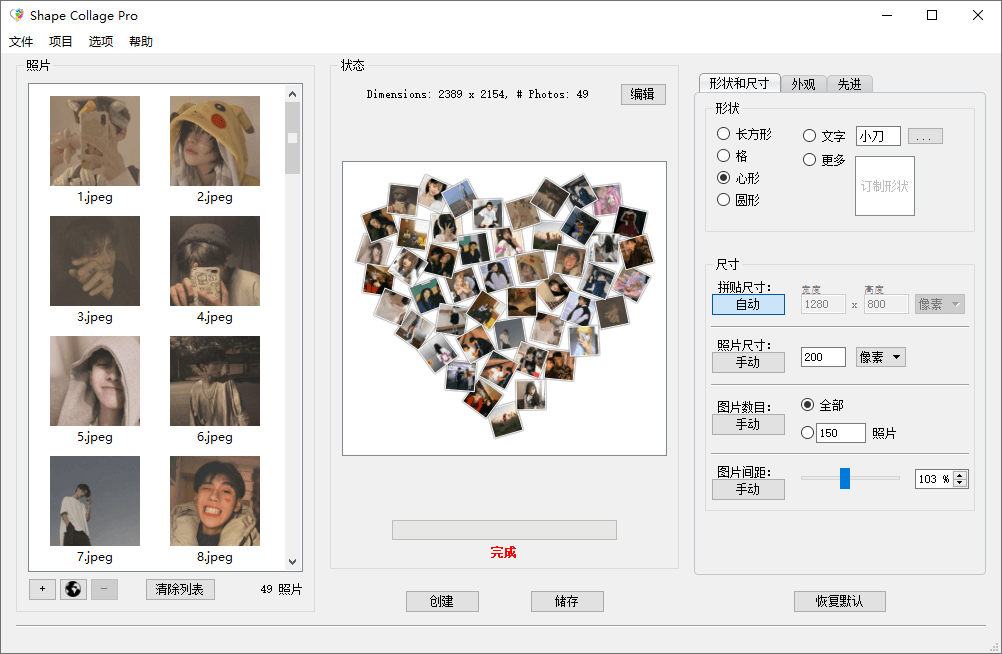 Shape Collage Pro
文件 项目 选项 帮助
照片
1.jpeg 2.jpeg
3.jpeg 4.jpeg
5.jpeg 6.jpeg
7.jpeg 8.jpeg
+ - 清除列表 49 照片
状态
Dimensions: 2389 x 2154, # Photos: 49 编辑
完成
创建 储存
形状和尺寸 外观 先进
形状
长方形 文字 小刀 ...
格 更多
心形 订制形状
圆形
尺寸
拼贴尺寸: 宽度 高度
自动 1280 x 800 像素
照片尺寸:
手动 200 像素
图片数目: 全部
手动 150 照片
图片间距:
手动 103 %
恢复默认